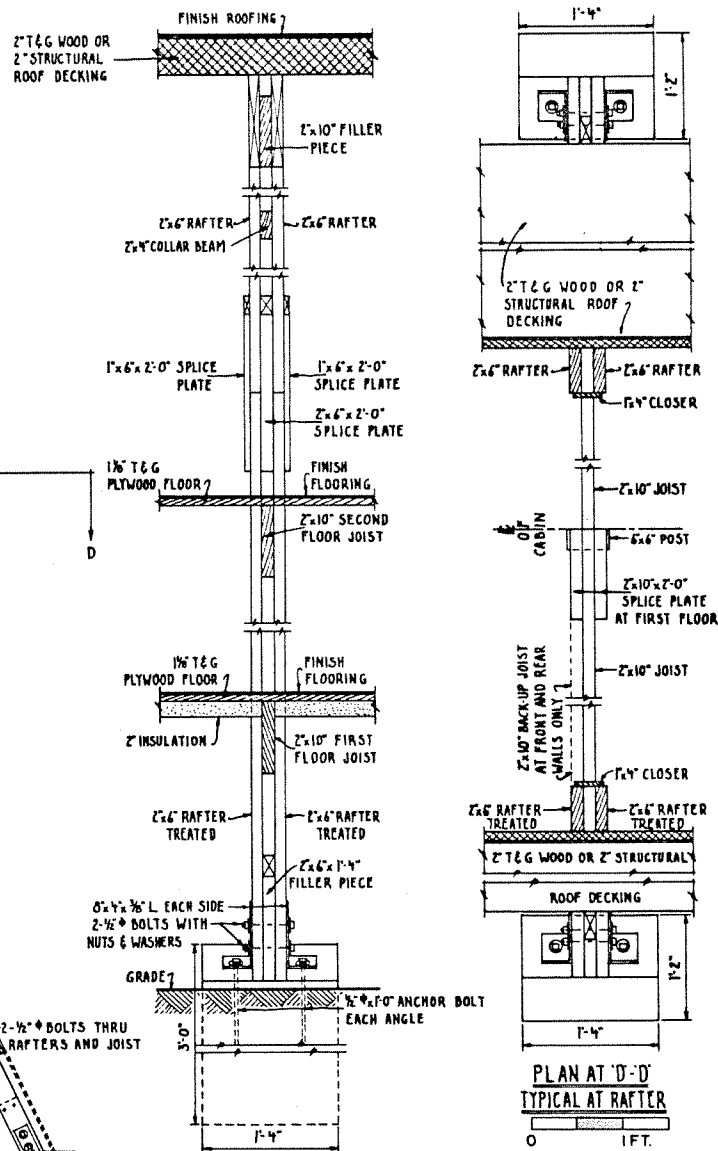 FINISH ROOFING
2" T & G WOOD OR
2" STRUCTURAL
ROOF DECKING
2"x10" FILLER
PIECE
2"x6" RAFTER
2"x6" RAFTER
2"x4" COLLAR BEAM
1"x6"x2'-0" SPLICE
PLATE
1"x6"x2'-0"
SPLICE PLATE
2"x6"x2'-0"
SPLICE PLATE
1⅛" T & G
PLYWOOD FLOOR
FINISH
FLOORING
D
2"x10" SECOND
FLOOR JOIST
1⅛" T & G
PLYWOOD FLOOR
FINISH
FLOORING
2" INSULATION
2"x10" FIRST
FLOOR JOIST
2"x6" RAFTER
TREATED
2"x6" RAFTER
TREATED
2"x6"x1'-4"
FILLER PIECE
8"x4"x⅜" L EACH SIDE
2-½" ϕ BOLTS WITH
NUTS & WASHERS
GRADE
½" ϕ x1'-0" ANCHOR BOLT
EACH ANGLE
3'-0"
1'-4"
2-½" ϕ BOLTS THRU
RAFTERS AND JOIST
1'-4"
1'-2"
2" T & G WOOD OR 2"
STRUCTURAL ROOF
DECKING
2"x6" RAFTER
2"x6" RAFTER
1"x4" CLOSER
2"x10" JOIST
℄ OF
CABIN
6"x6" POST
2"x10"x2'-0"
SPLICE PLATE
AT FIRST FLOOR
2"x10" JOIST
2"x10" BACK-UP JOIST
AT FRONT AND REAR
WALLS ONLY
1"x4" CLOSER
2"x6" RAFTER
TREATED
2"x6" RAFTER
TREATED
2" T & G WOOD OR 2" STRUCTURAL
ROOF DECKING
1'-2"
1'-4"
PLAN AT 'D-D'
TYPICAL AT RAFTER
0 1 FT.